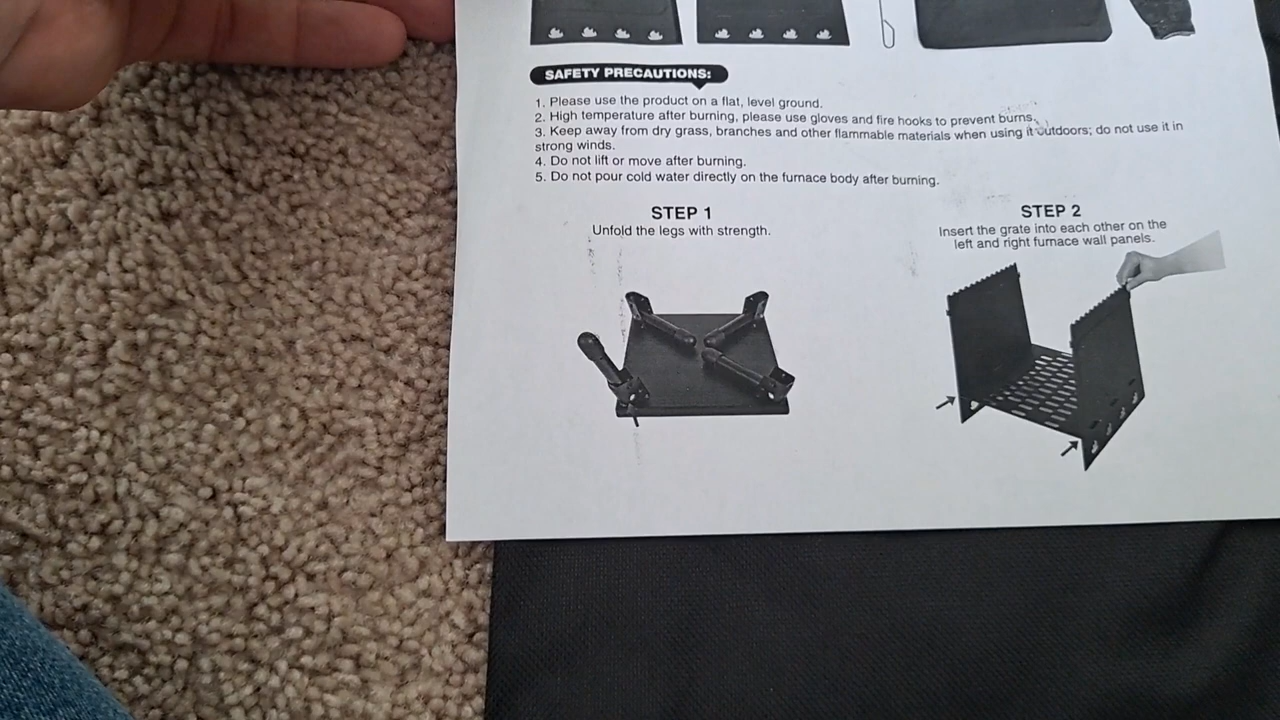 SAFETY PRECAUTIONS:
1. Please use the product on a flat, level ground.
2. High temperature after burning, please use gloves and fire hooks to prevent burns.
3. Keep away from dry grass, branches and other flammable materials when using it outdoors; do not use it in
strong winds.
4. Do not lift or move after burning.
5. Do not pour cold water directly on the furnace body after burning.
STEP 1
Unfold the legs with strength.
STEP 2
Insert the grate into each other on the
left and right furnace wall panels.